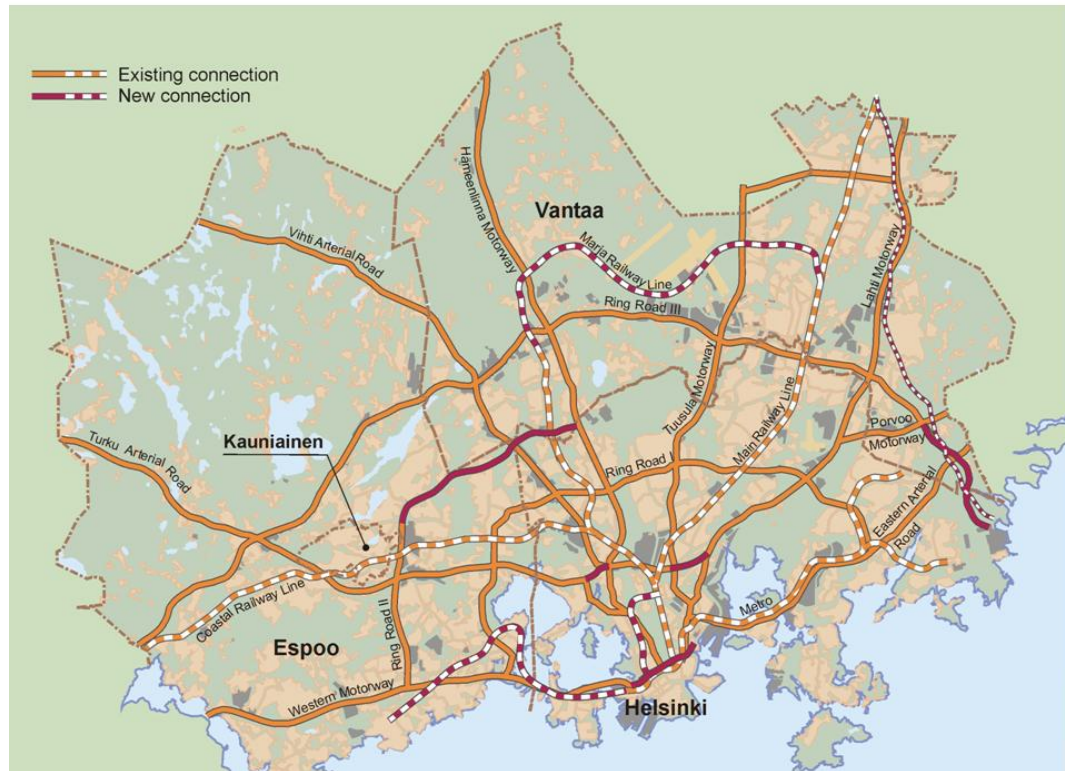 Existing connection
New connection
Hämeenlinna Motorway
Vantaa
Vihti Arterial Road
Marja Railway Line
Ring Road III
Lahti Motorway
Tuusula Motorway
Main Railway Line
Kauniainen
Turku Arterial Road
Porvoo
Motorway
Ring Road I
Eastern Arterial
Road
Coastal Railway Line
Ring Road II
Metro
Espoo
Western Motorway
Helsinki